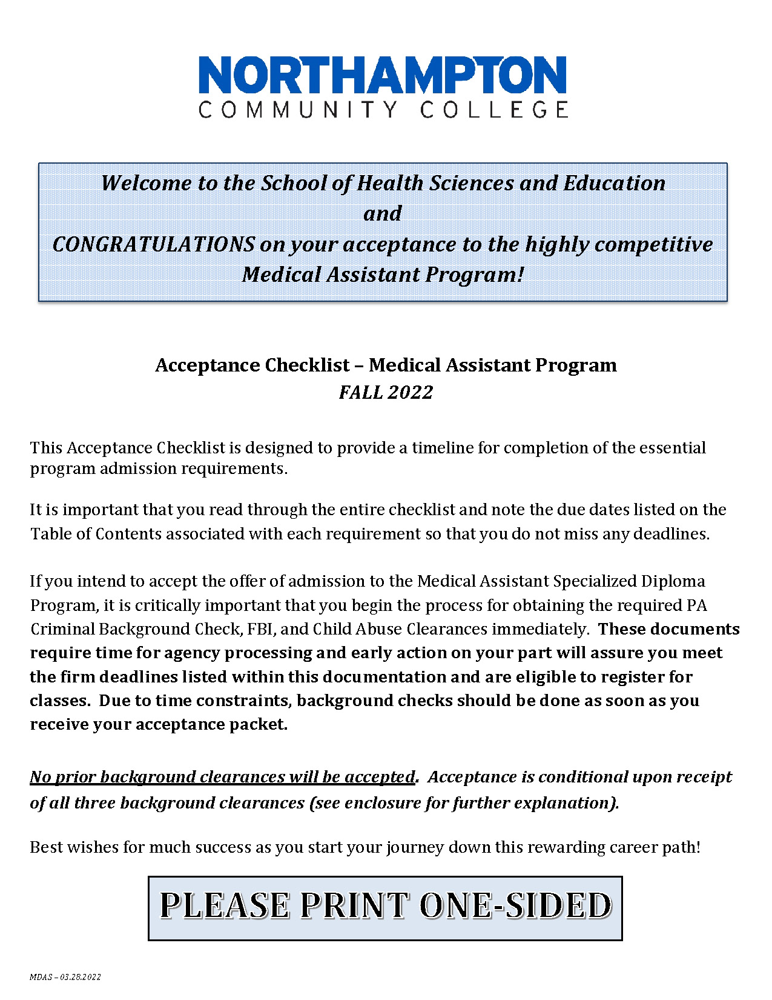 NORTHAMPTON
COMMUNITY COLLEGE
Welcome to the School of Health Sciences and Education
and
CONGRATULATIONS on your acceptance to the highly competitive
Medical Assistant Program!
Acceptance Checklist – Medical Assistant Program
FALL 2022
This Acceptance Checklist is designed to provide a timeline for completion of the essential
program admission requirements.
It is important that you read through the entire checklist and note the due dates listed on the
Table of Contents associated with each requirement so that you do not miss any deadlines.
If you intend to accept the offer of admission to the Medical Assistant Specialized Diploma
Program, it is critically important that you begin the process for obtaining the required PA
Criminal Background Check, FBI, and Child Abuse Clearances immediately. These documents
require time for agency processing and early action on your part will assure you meet
the firm deadlines listed within this documentation and are eligible to register for
classes. Due to time constraints, background checks should be done as soon as you
receive your acceptance packet.
No prior background clearances will be accepted. Acceptance is conditional upon receipt
of all three background clearances (see enclosure for further explanation).
Best wishes for much success as you start your journey down this rewarding career path!
PLEASE PRINT ONE-SIDED
MDAS – 03.28.2022